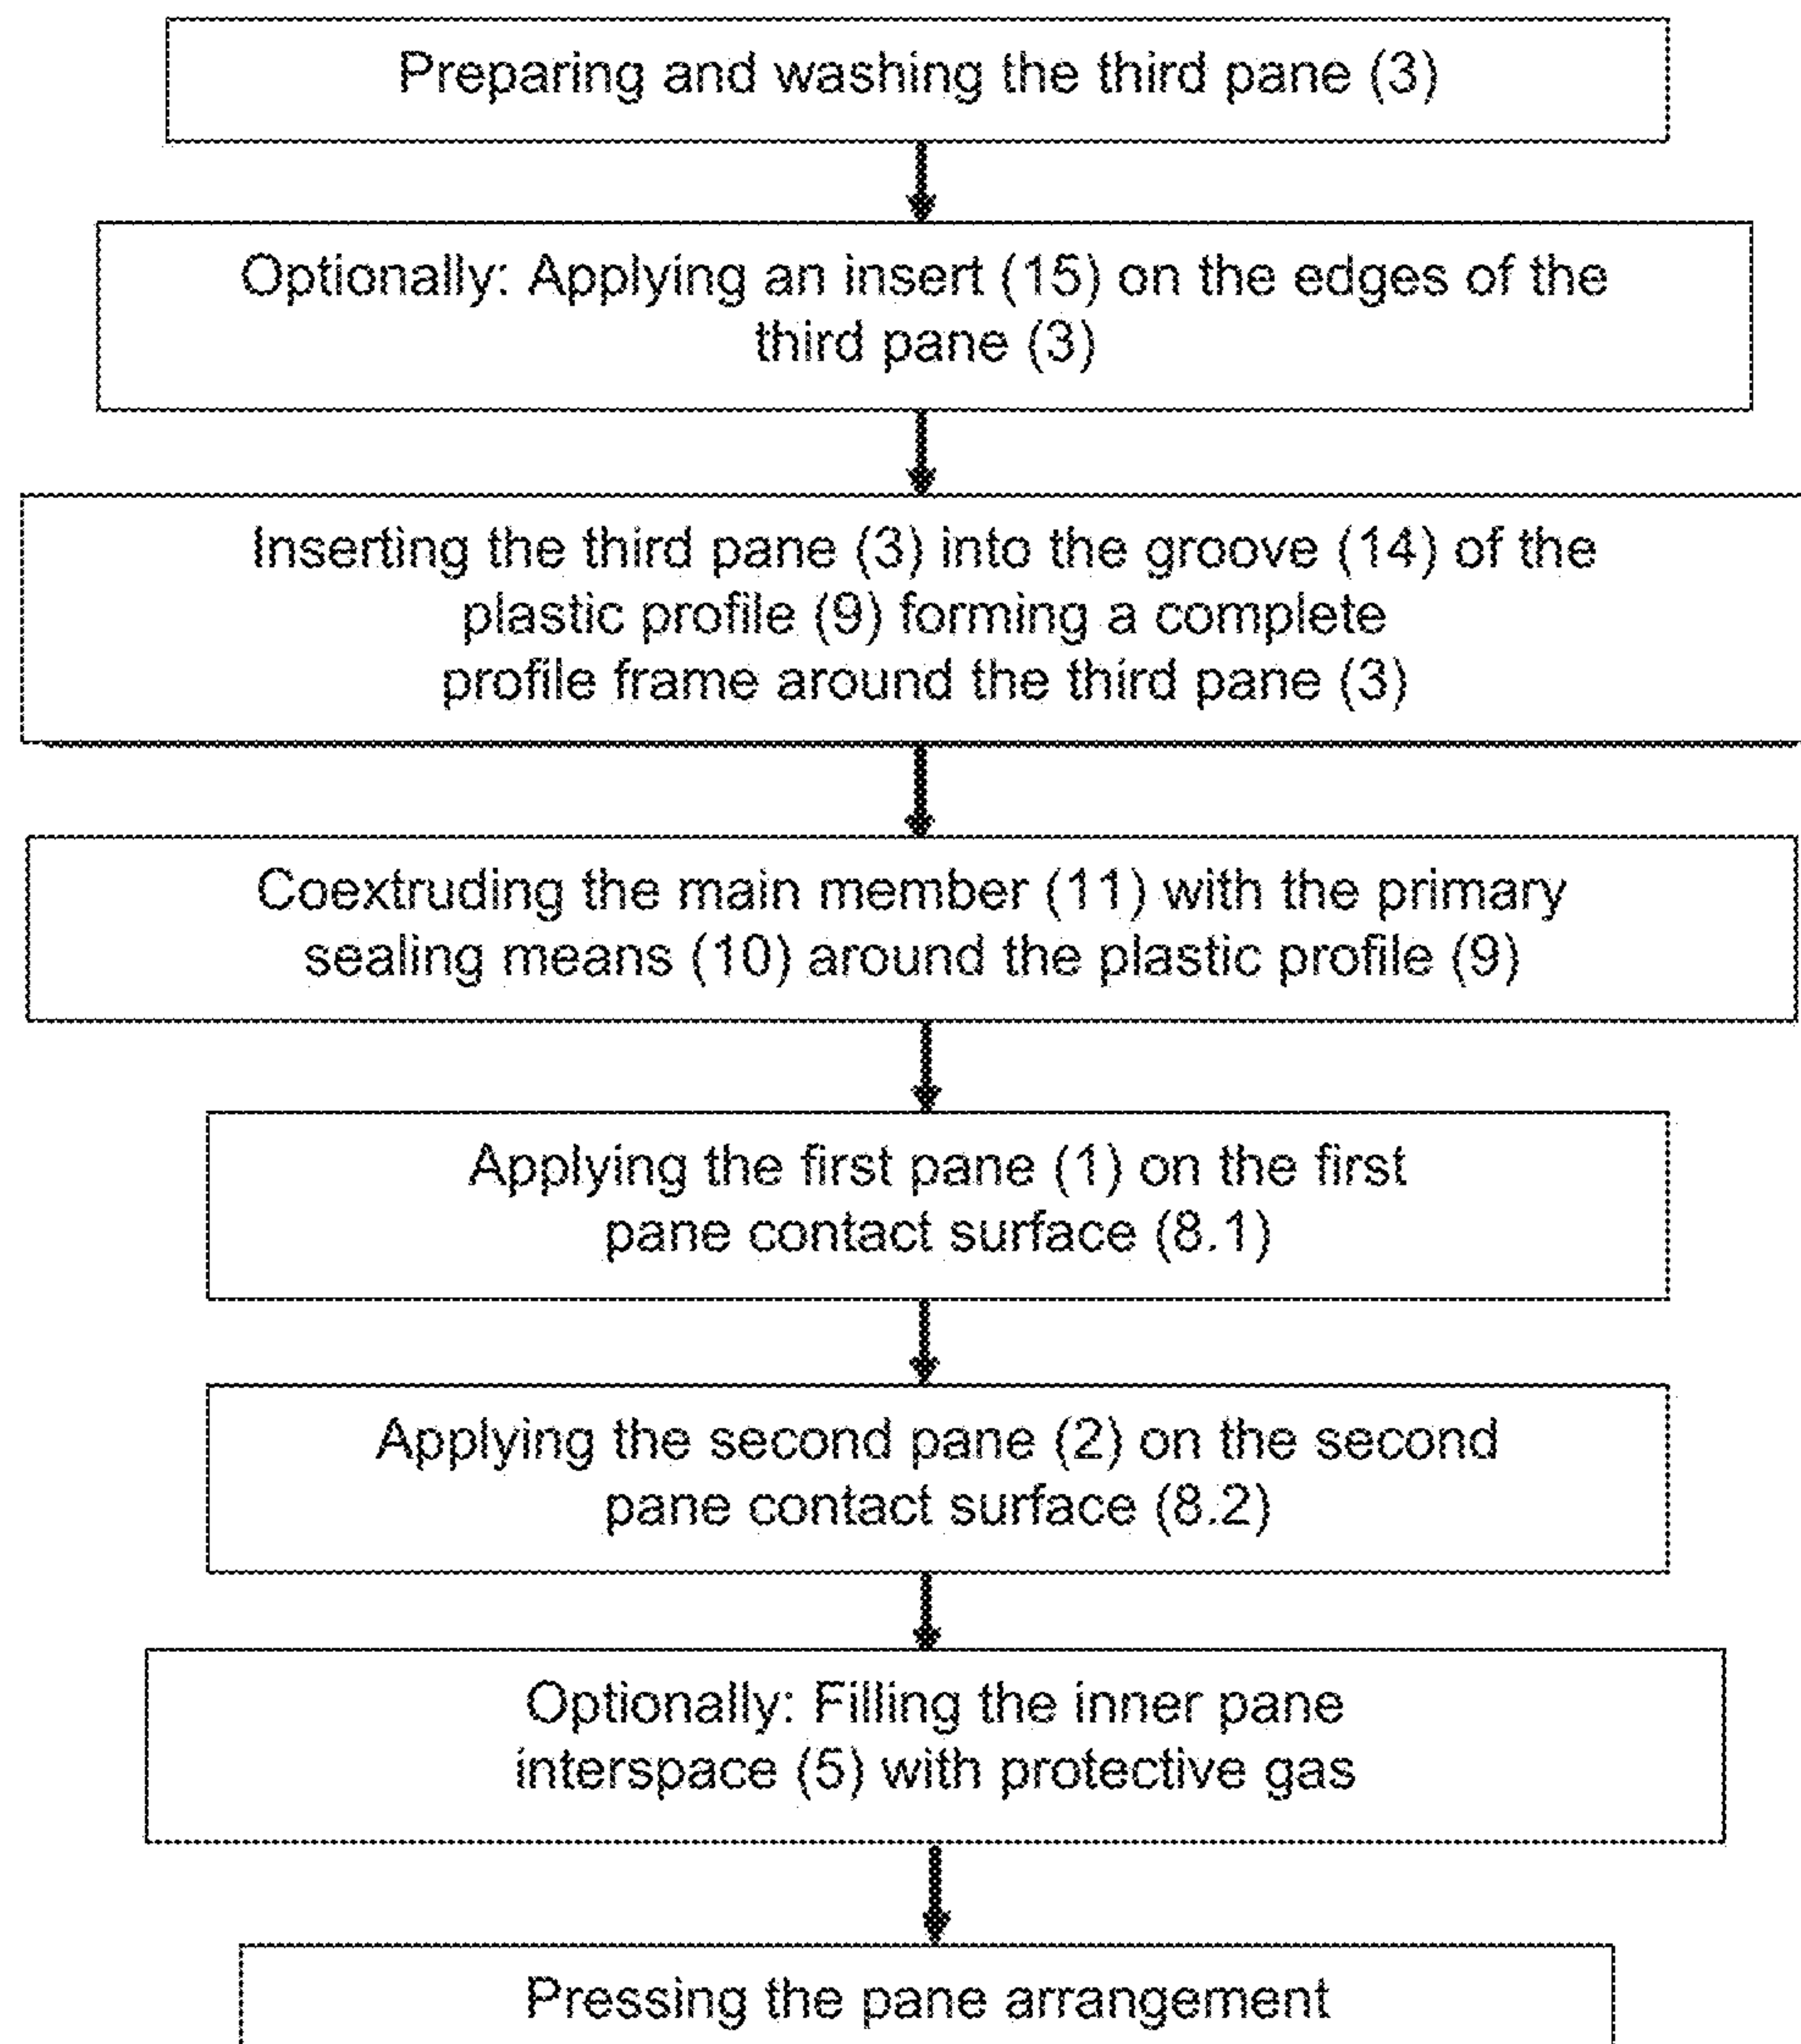 Preparing and washing the third pane (3)
Optionally: Applying an insert (15) on the edges of the
third pane (3)
Inserting the third pane (3) into the groove (14) of the
plastic profile (9) forming a complete
profile frame around the third pane (3)
Coextruding the main member (11) with the primary
sealing means (10) around the plastic profile (9)
Applying the first pane (1) on the first
pane contact surface (8.1)
Applying the second pane (2) on the second
pane contact surface (8.2)
Optionally: Filling the inner pane
interspace (5) with protective gas
Pressing the pane arrangement